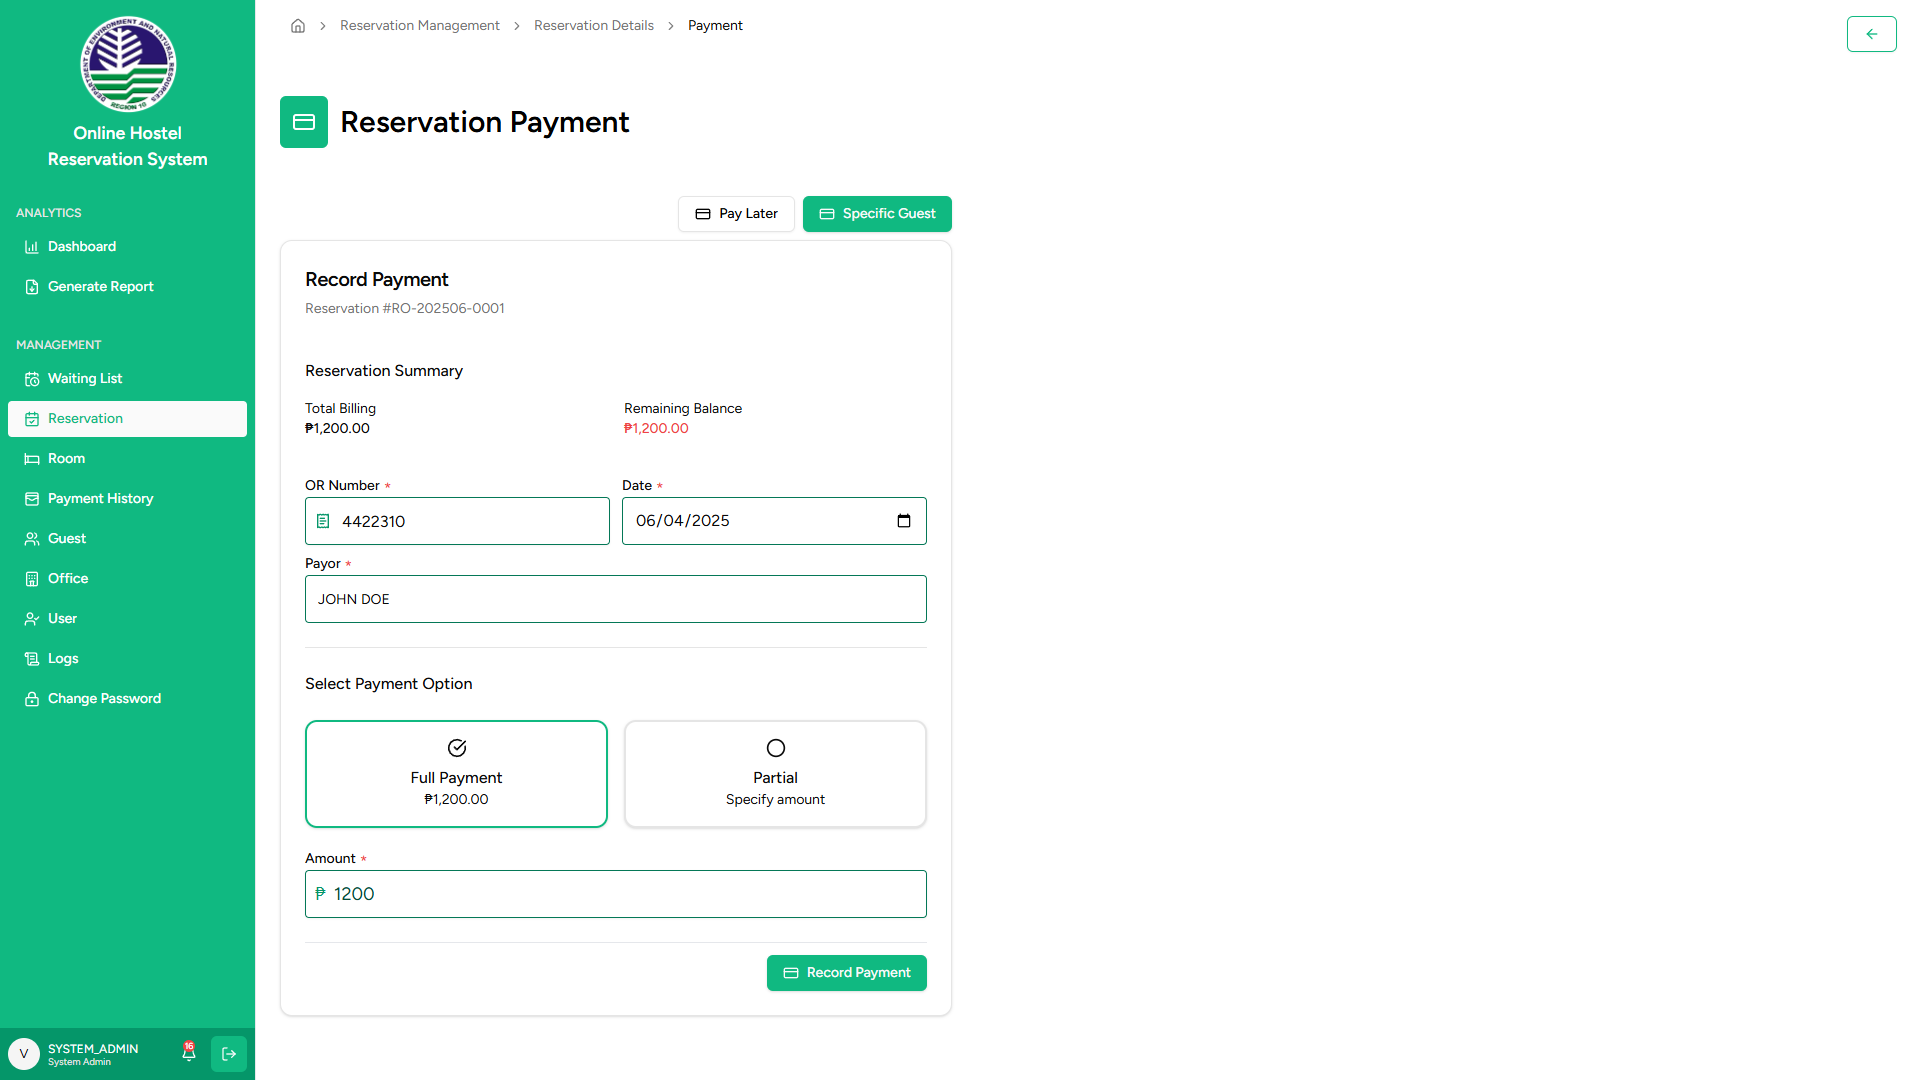 DEPARTMENT OF ENVIRONMENT AND NATURAL RESOURCES
REGION 10
Online Hostel
Reservation System
ANALYTICS
Dashboard
Generate Report
MANAGEMENT
Waiting List
Reservation
Room
Payment History
Guest
Office
User
Logs
Change Password
V
SYSTEM_ADMIN
System Admin
16
Reservation Management
Reservation Details
Payment
Reservation Payment
Pay Later
Specific Guest
Record Payment
Reservation #RO-202506-0001
Reservation Summary
Total Billing
₱1,200.00
Remaining Balance
₱1,200.00
OR Number *
4422310
Date *
06/04/2025
Payor *
JOHN DOE
Select Payment Option
Full Payment
₱1,200.00
Partial
Specify amount
Amount *
₱ 1200
Record Payment